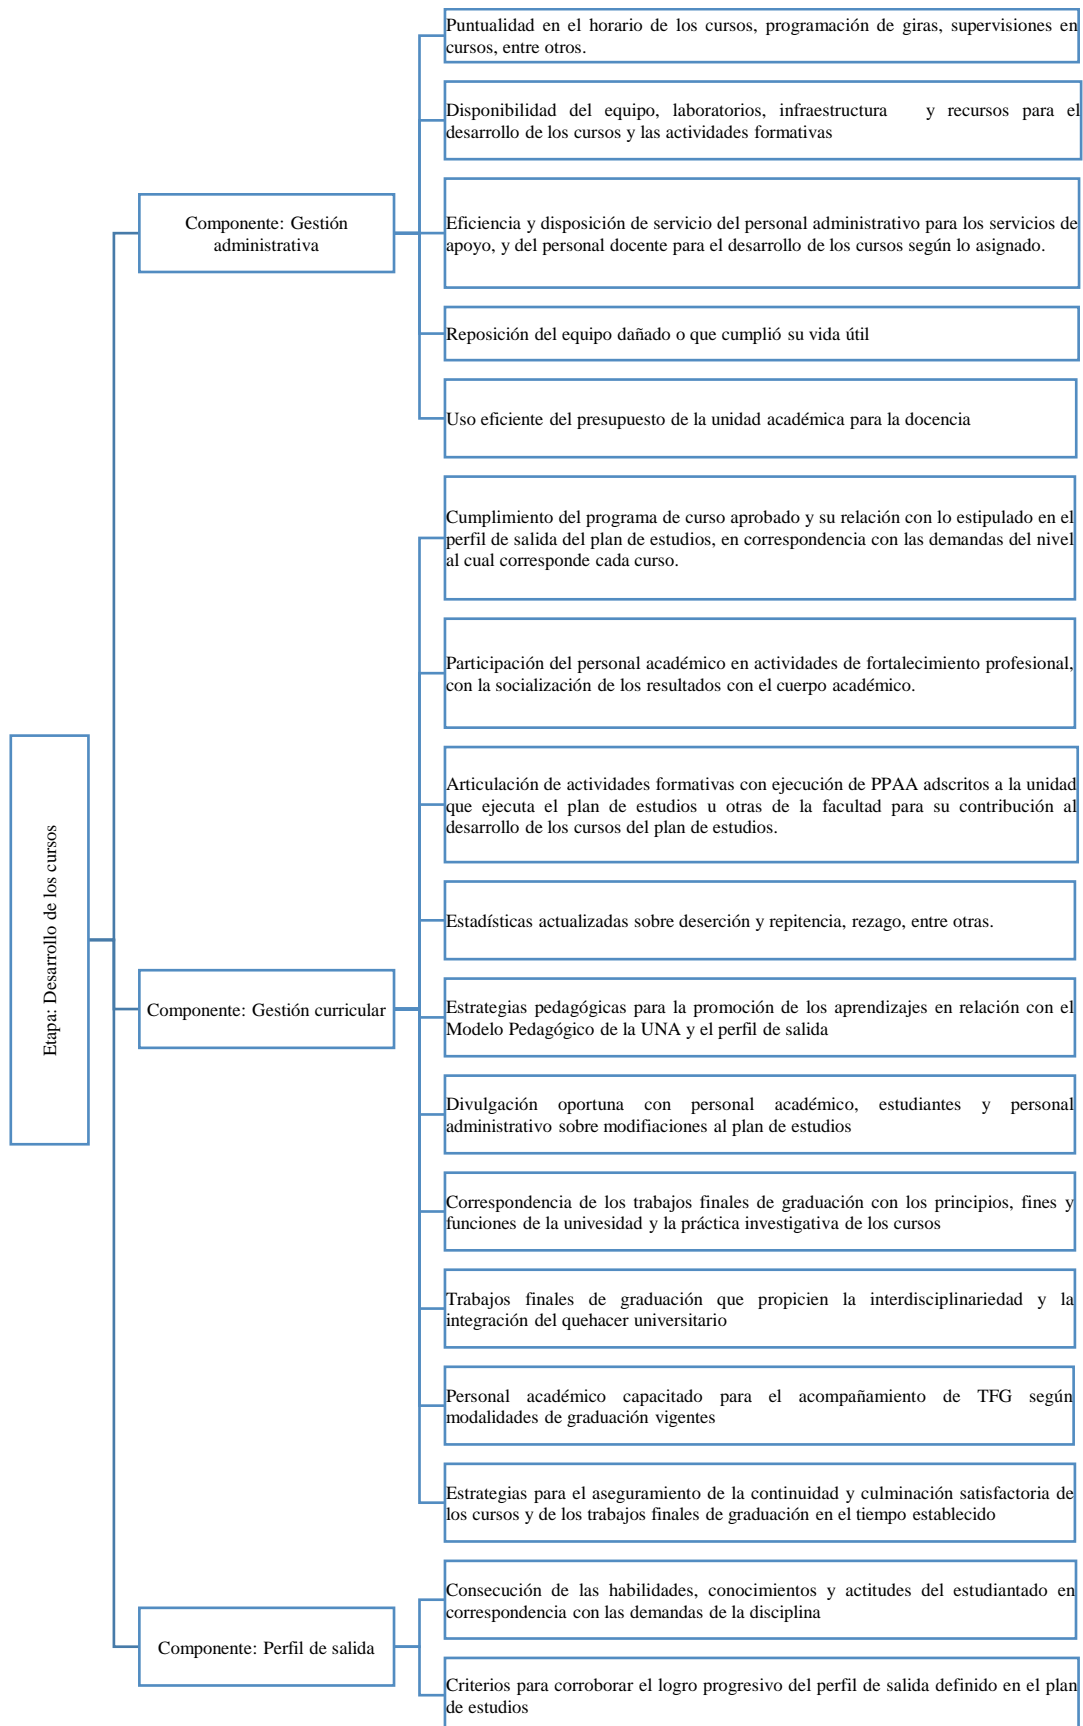 Puntualidad en el horario de los cursos, programación de giras, supervisiones en
cursos, entre otros.
Disponibilidad del equipo, laboratorios, infraestructura y recursos para el
desarrollo de los cursos y las actividades formativas
Componente: Gestión
administrativa
Eficiencia y disposición de servicio del personal administrativo para los servicios de
apoyo, y del personal docente para el desarrollo de los cursos según lo asignado.
Reposición del equipo dañado o que cumplió su vida útil
Uso eficiente del presupuesto de la unidad académica para la docencia
Cumplimiento del programa de curso aprobado y su relación con lo estipulado en el
perfil de salida del plan de estudios, en correspondencia con las demandas del nivel
al cual corresponde cada curso.
Participación del personal académico en actividades de fortalecimiento profesional,
con la socialización de los resultados con el cuerpo académico.
Articulación de actividades formativas con ejecución de PPAA adscritos a la unidad
que ejecuta el plan de estudios u otras de la facultad para su contribución al
desarrollo de los cursos del plan de estudios.
Etapa: Desarrollo de los cursos
Estadísticas actualizadas sobre deserción y repitencia, rezago, entre otras.
Componente: Gestión curricular
Estrategias pedagógicas para la promoción de los aprendizajes en relación con el
Modelo Pedagógico de la UNA y el perfil de salida
Divulgación oportuna con personal académico, estudiantes y personal
administrativo sobre modifiaciones al plan de estudios
Correspondencia de los trabajos finales de graduación con los principios, fines y
funciones de la univesidad y la práctica investigativa de los cursos
Trabajos finales de graduación que propicien la interdisciplinariedad y la
integración del quehacer universitario
Personal académico capacitado para el acompañamiento de TFG según
modalidades de graduación vigentes
Estrategias para el aseguramiento de la continuidad y culminación satisfactoria de
los cursos y de los trabajos finales de graduación en el tiempo establecido
Consecución de las habilidades, conocimientos y actitudes del estudiantado en
correspondencia con las demandas de la disciplina
Componente: Perfil de salida
Criterios para corroborar el logro progresivo del perfil de salida definido en el plan
de estudios